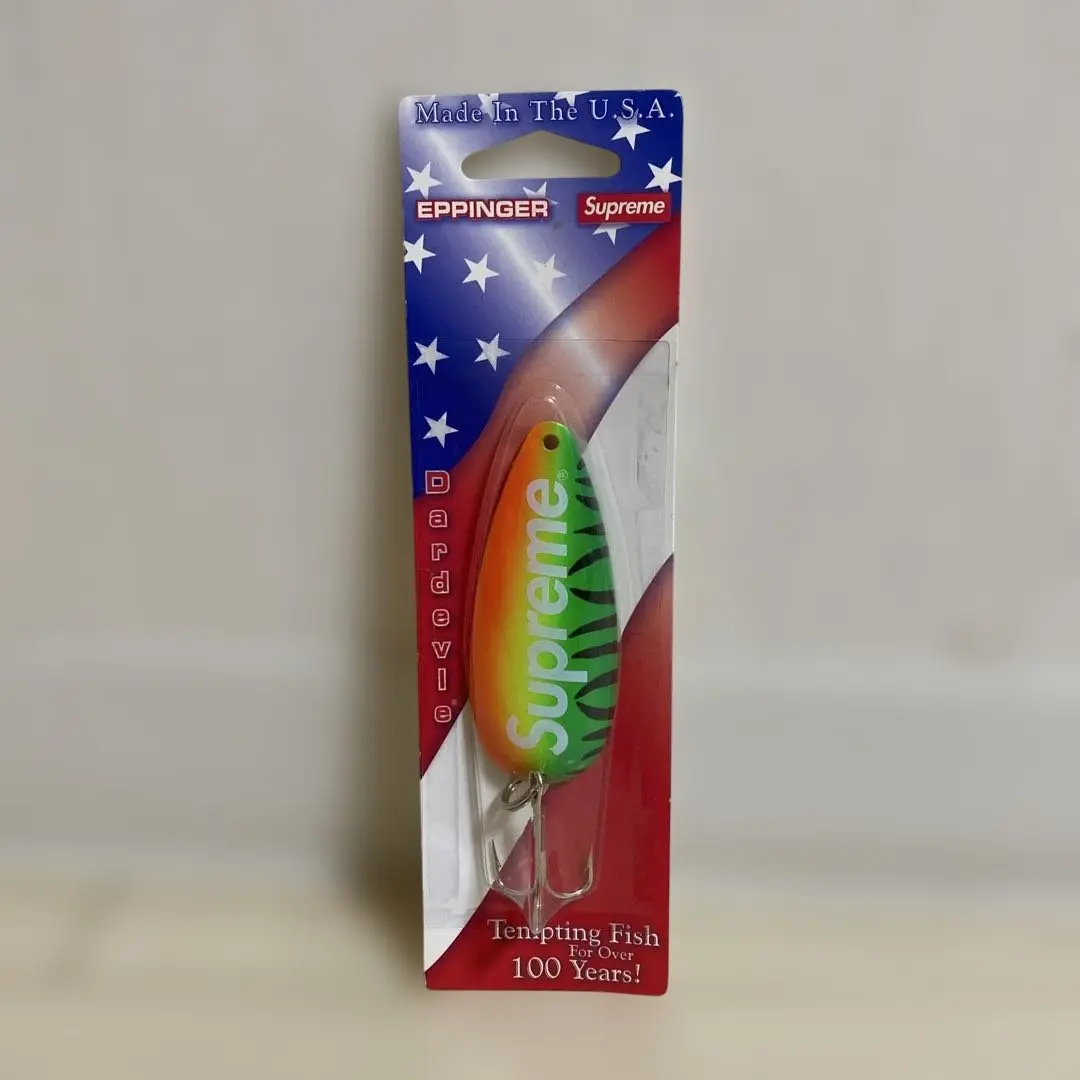 Made In The U.S.A.
EPPINGER
Supreme
Dardevle
Supreme®
Tempting Fish
For Over
100 Years!